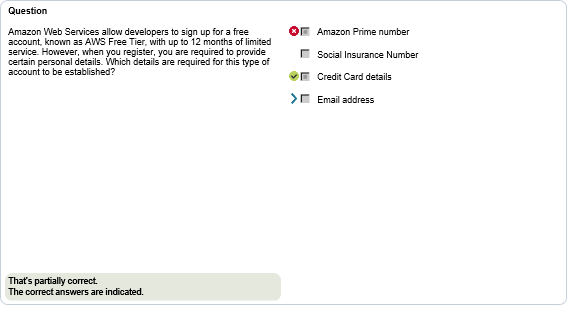 Question
Amazon Web Services allow developers to sign up for a free
account, known as AWS Free Tier, with up to 12 months of limited
service. However, when you register, you are required to provide
certain personal details. Which details are required for this type of
account to be established?
Amazon Prime number
Social Insurance Number
Credit Card details
Email address
That's partially correct.
The correct answers are indicated.